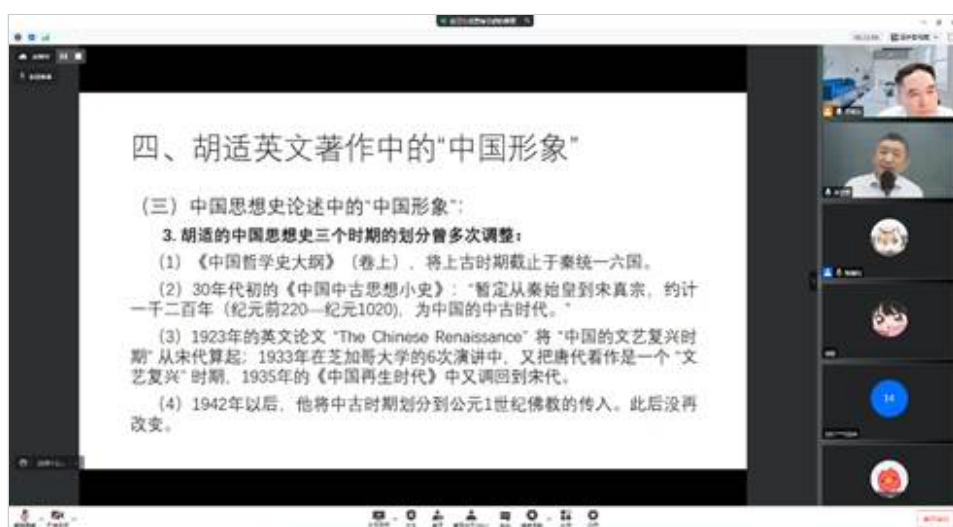 四、胡适英文著作中的“中国形象”
（三）中国思想史论述中的“中国形象”：
3. 胡适的中国思想史三个时期的划分曾多次调整：
（1）《中国哲学史大纲》（卷上），将上古时期截止于秦统一六国。
（2）30年代初的《中国中古思想小史》：“暂定从秦始皇到宋真宗，约计
一千二百年（纪元前220—纪元1020），为中国的中古时代。”
（3）1923年的英文论文 “The Chinese Renaissance” 将 “中国的文艺复兴时
期” 从宋代算起；1933年在芝加哥大学的6次演讲中，又把唐代看作是一个 “文
艺复兴” 时期，1935年的《中国再生时代》中又调回到宋代。
（4）1942年以后，他将中古时期划分到公元1世纪佛教的传入。此后没再
改变。
14